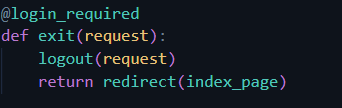 @login_required
def exit(request):
    logout(request)
    return redirect(index_page)